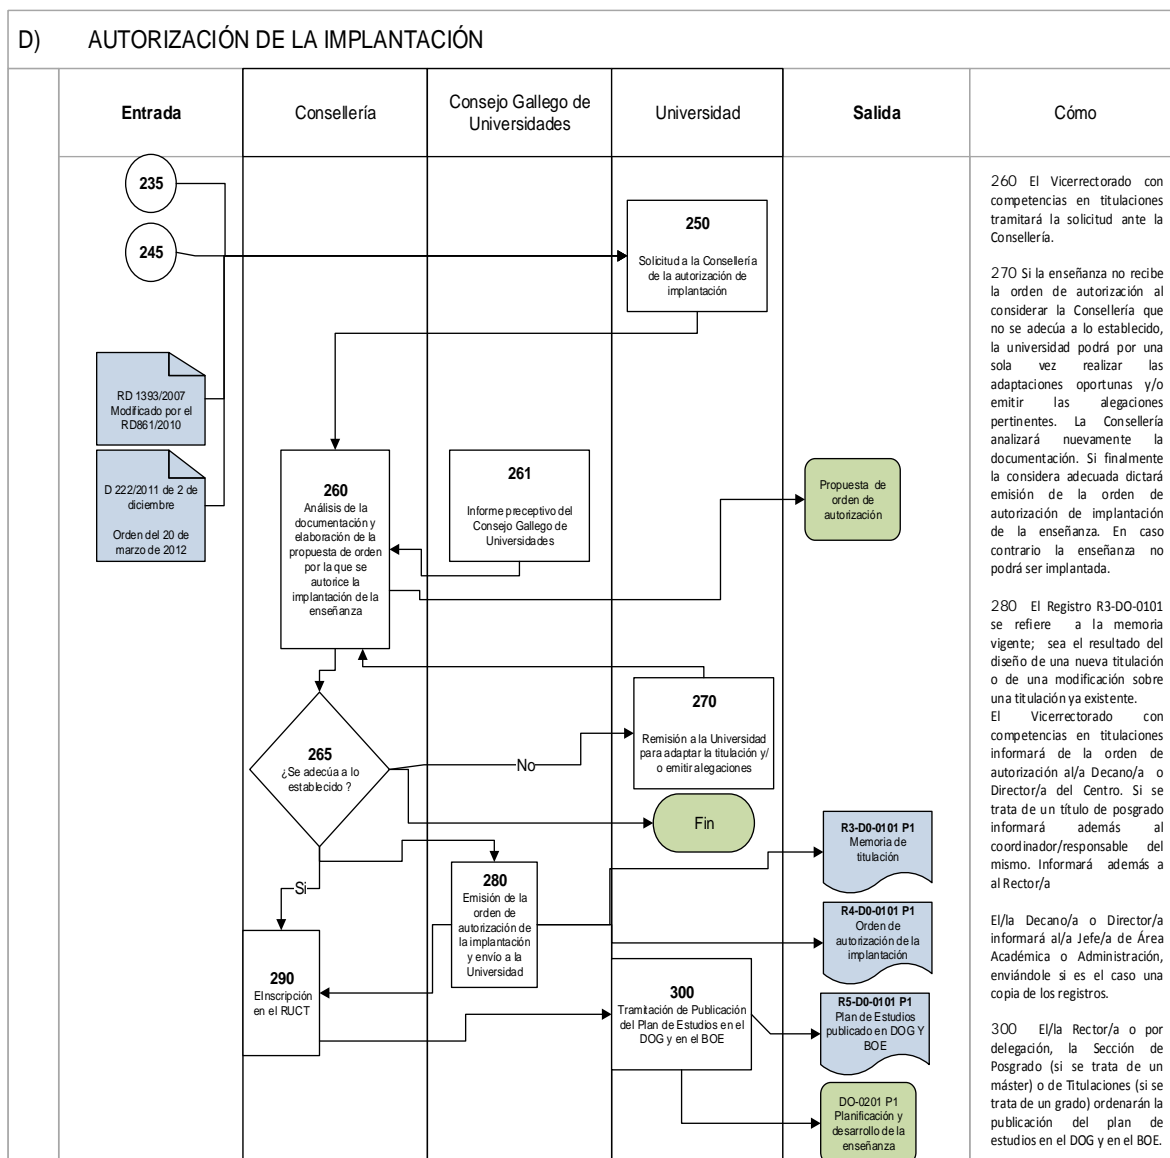 D) AUTORIZACIÓN DE LA IMPLANTACIÓN
Entrada
Consellería
Consejo Gallego de
Universidades
Universidad
Salida
Cómo
235
245
RD 1393/2007
Modificado por el
RD861/2010
D 222/2011 de 2 de
diciembre
Orden del 20 de
marzo de 2012
250
Solicitud a la Consellería
de la autorización de
implantación
260
Análisis de la
documentación y
elaboración de la
propuesta de orden
por la que se
autorice la
implantación de la
enseñanza
261
Informe preceptivo del
Consejo Gallego de
Universidades
Propuesta de
orden de
autorización
265
¿Se adecúa a lo
establecido ?
No
Si
270
Remisión a la Universidad
para adaptar la titulación y/
o emitir alegaciones
Fin
280
Emisión de la
orden de
autorización de
la implantación
y envío a la
Universidad
290
EInscripción
en el RUCT
300
Tramitación de Publicación
del Plan de Estudios en el
DOG y en el BOE
R3-D0-0101 P1
Memoria de
titulación
R4-D0-0101 P1
Orden de
autorización de la
implantación
R5-D0-0101 P1
Plan de Estudios
publicado en DOG Y
BOE
DO-0201 P1
Planificación y
desarrollo de la
enseñanza
260 El Vicerrectorado con
competencias en titulaciones
tramitará la solicitud ante la
Consellería.
270 Si la enseñanza no recibe
la orden de autorización al
considerar la Consellería que
no se adecúa a lo establecido,
la universidad podrá por una
sola vez realizar las
adaptaciones oportunas y/o
emitir las alegaciones
pertinentes. La Consellería
analizará nuevamente la
documentación. Si finalmente
la considera adecuada dictará
emisión de la orden de
autorización de implantación
de la enseñanza. En caso
contrario la enseñanza no
podrá ser implantada.
280 El Registro R3-DO-0101
se refiere a la memoria
vigente; sea el resultado del
diseño de una nueva titulación
o de una modificación sobre
una titulación ya existente.
El Vicerrectorado con
competencias en titulaciones
informará de la orden de
autorización al/a Decano/a o
Director/a del Centro. Si se
trata de un título de posgrado
informará además al
coordinador/responsable del
mismo. Informará además a
al Rector/a
El/la Decano/a o Director/a
informará al/a Jefe/a de Área
Académica o Administración,
enviándole si es el caso una
copia de los registros.
300 El/la Rector/a o por
delegación, la Sección de
Posgrado (si se trata de un
máster) o de Titulaciones (si se
trata de un grado) ordenarán la
publicación del plan de
estudios en el DOG y en el BOE.